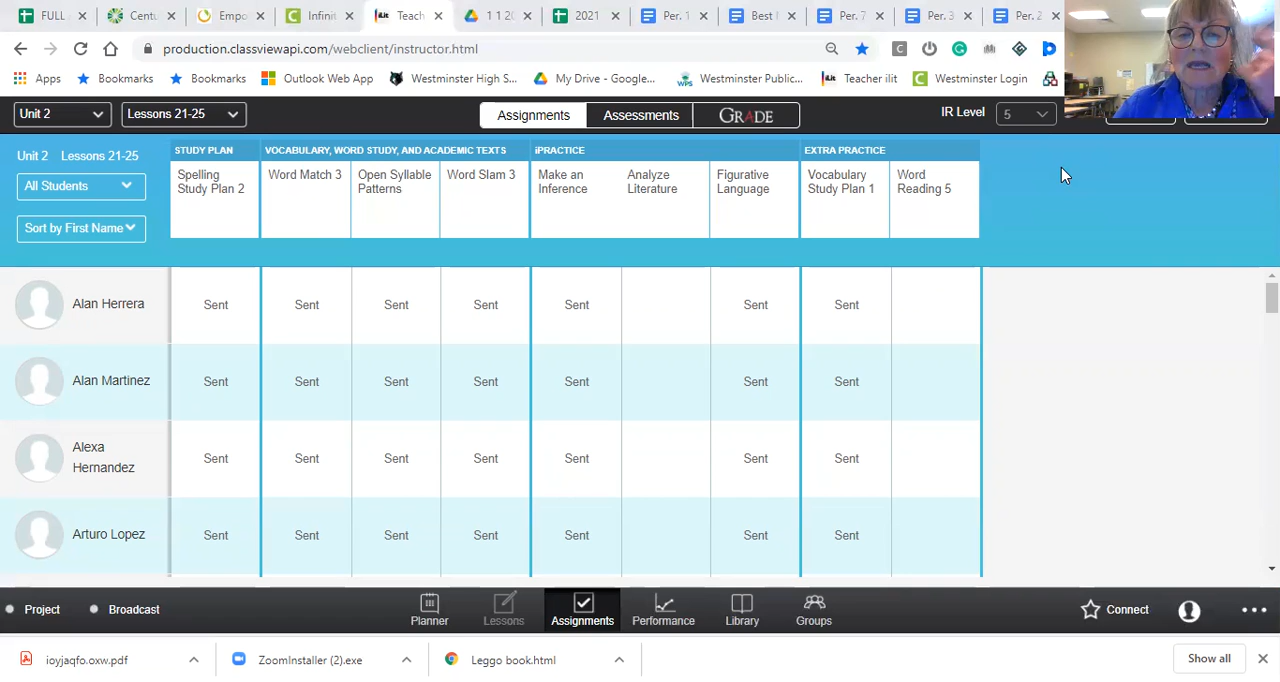 FULL
Centu
Empo
Infinit
Teach
1 1 20
2021
Per. 1
Best l
Per. 7
Per. 3
Per. 2
production.classviewapi.com/webclient/instructor.html
Apps
Bookmarks
Bookmarks
Outlook Web App
Westminster High S...
My Drive - Google...
Westminster Public...
Teacher ilit
Westminster Login
Unit 2
Lessons 21-25
Assignments
Assessments
GRADE
IR Level
5
Unit 2 Lessons 21-25
All Students
Sort by First Name
STUDY PLAN
VOCABULARY, WORD STUDY, AND ACADEMIC TEXTS
iPRACTICE
EXTRA PRACTICE
Spelling
Study Plan 2
Word Match 3
Open Syllable
Patterns
Word Slam 3
Make an
Inference
Analyze
Literature
Figurative
Language
Vocabulary
Study Plan 1
Word
Reading 5
Alan Herrera
Sent Sent Sent Sent Sent Sent Sent
Alan Martinez
Sent Sent Sent Sent Sent Sent Sent
Alexa
Hernandez
Sent Sent Sent Sent Sent Sent Sent
Arturo Lopez
Sent Sent Sent Sent Sent Sent Sent
Project
Broadcast
Planner
Lessons
Assignments
Performance
Library
Groups
Connect
ioyjaqfo.oxw.pdf
ZoomInstaller (2).exe
Leggo book.html
Show all